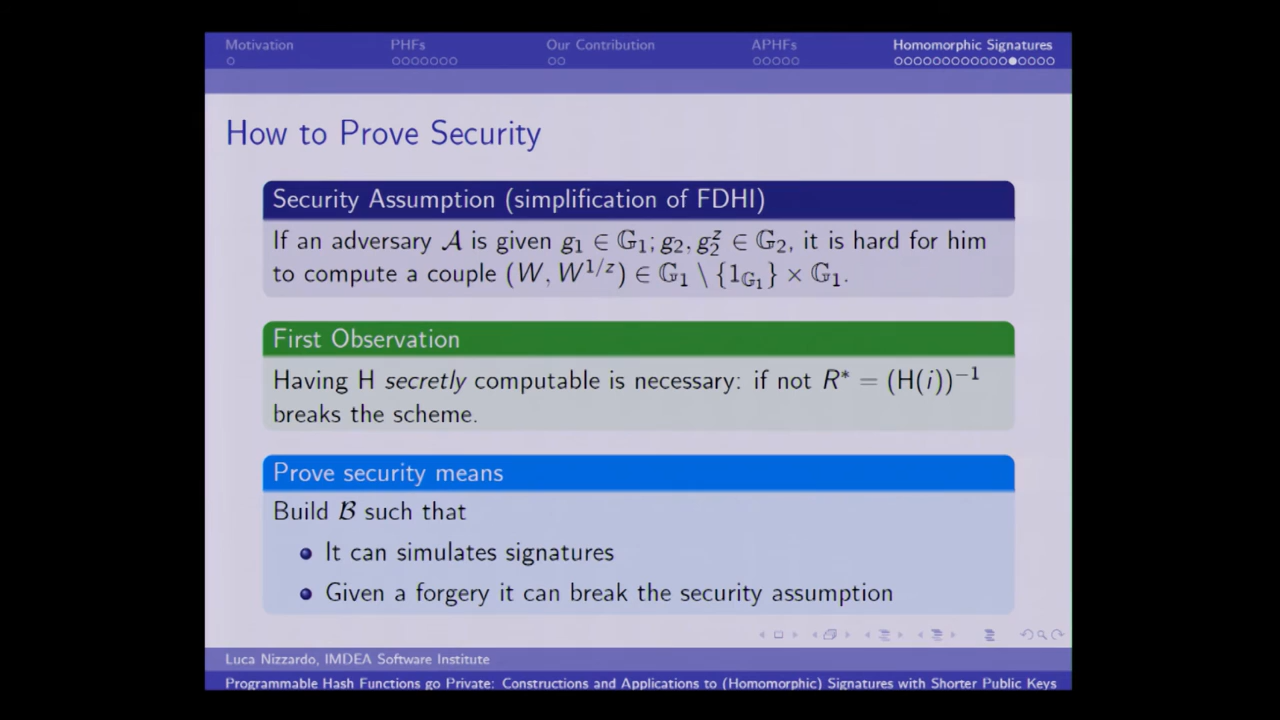 Motivation PHFs Our Contribution APHFs Homomorphic Signatures
How to Prove Security
Security Assumption (simplification of FDHI)
If an adversary 𝒜 is given g₁ ∈ 𝔾₁; g₂, g₂ᶻ ∈ 𝔾₂, it is hard for him
to compute a couple (W, W^{1/z}) ∈ 𝔾₁ \ {1_{𝔾₁}} × 𝔾₁.
First Observation
Having H secretly computable is necessary: if not R* = (H(i))⁻¹
breaks the scheme.
Prove security means
Build ℬ such that
It can simulates signatures
Given a forgery it can break the security assumption
Luca Nizzardo, IMDEA Software Institute
Programmable Hash Functions go Private: Constructions and Applications to (Homomorphic) Signatures with Shorter Public Keys